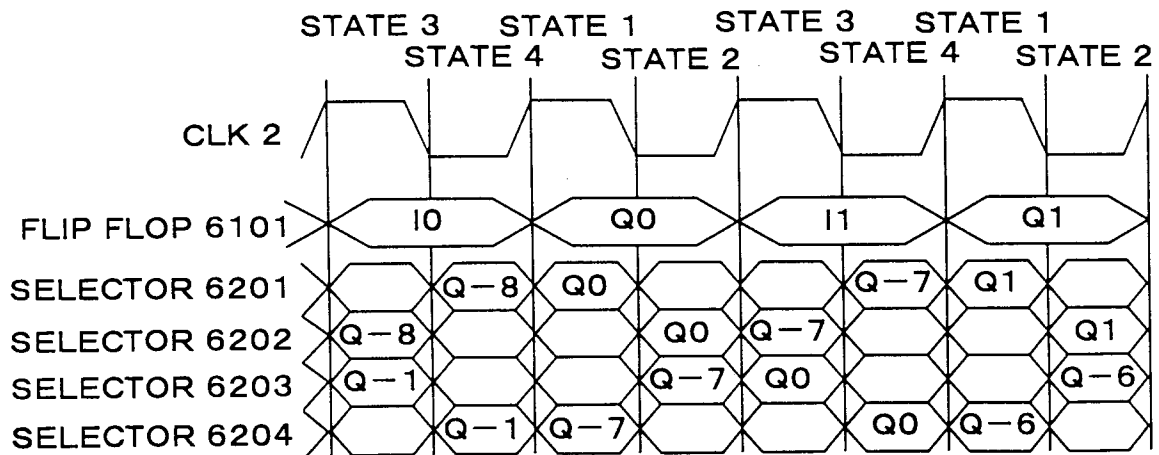 STATE 3 STATE 1 STATE 3 STATE 1
STATE 4 STATE 2 STATE 4 STATE 2
CLK 2
FLIP FLOP 6101 I0 Q0 I1 Q1
SELECTOR 6201 Q−8 Q0 Q−7 Q1
SELECTOR 6202 Q−8 Q0 Q−7 Q1
SELECTOR 6203 Q−1 Q−7 Q0 Q−6
SELECTOR 6204 Q−1 Q−7 Q0 Q−6